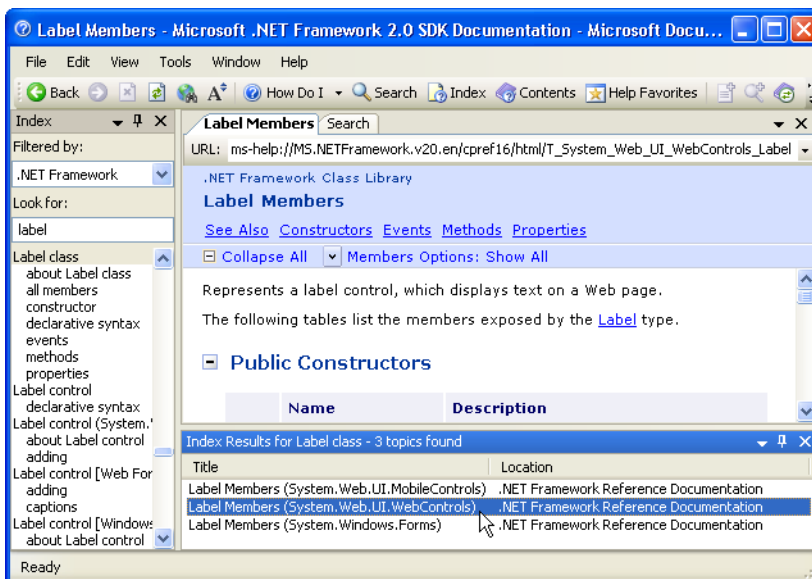 Label Members - Microsoft .NET Framework 2.0 SDK Documentation - Microsoft Docu...
File Edit View Tools Window Help
Back How Do I Search Index Contents Help Favorites
Index
Filtered by:
.NET Framework
Look for:
label
Label class
about Label class
all members
constructor
declarative syntax
events
methods
properties
Label control
declarative syntax
Label control (System.'
about Label control
adding
Label control [Web For
adding
captions
Label control [Windows
about Label control
Label Members Search
URL: ms-help://MS.NETFramework.v20.en/cpref16/html/T_System_Web_UI_WebControls_Label
.NET Framework Class Library
Label Members
See Also Constructors Events Methods Properties
Collapse All Members Options: Show All
Represents a label control, which displays text on a Web page.
The following tables list the members exposed by the Label type.
Public Constructors
Name Description
Index Results for Label class - 3 topics found
Title Location
Label Members (System.Web.UI.MobileControls) .NET Framework Reference Documentation
Label Members (System.Web.UI.WebControls) .NET Framework Reference Documentation
Label Members (System.Windows.Forms) .NET Framework Reference Documentation
Ready